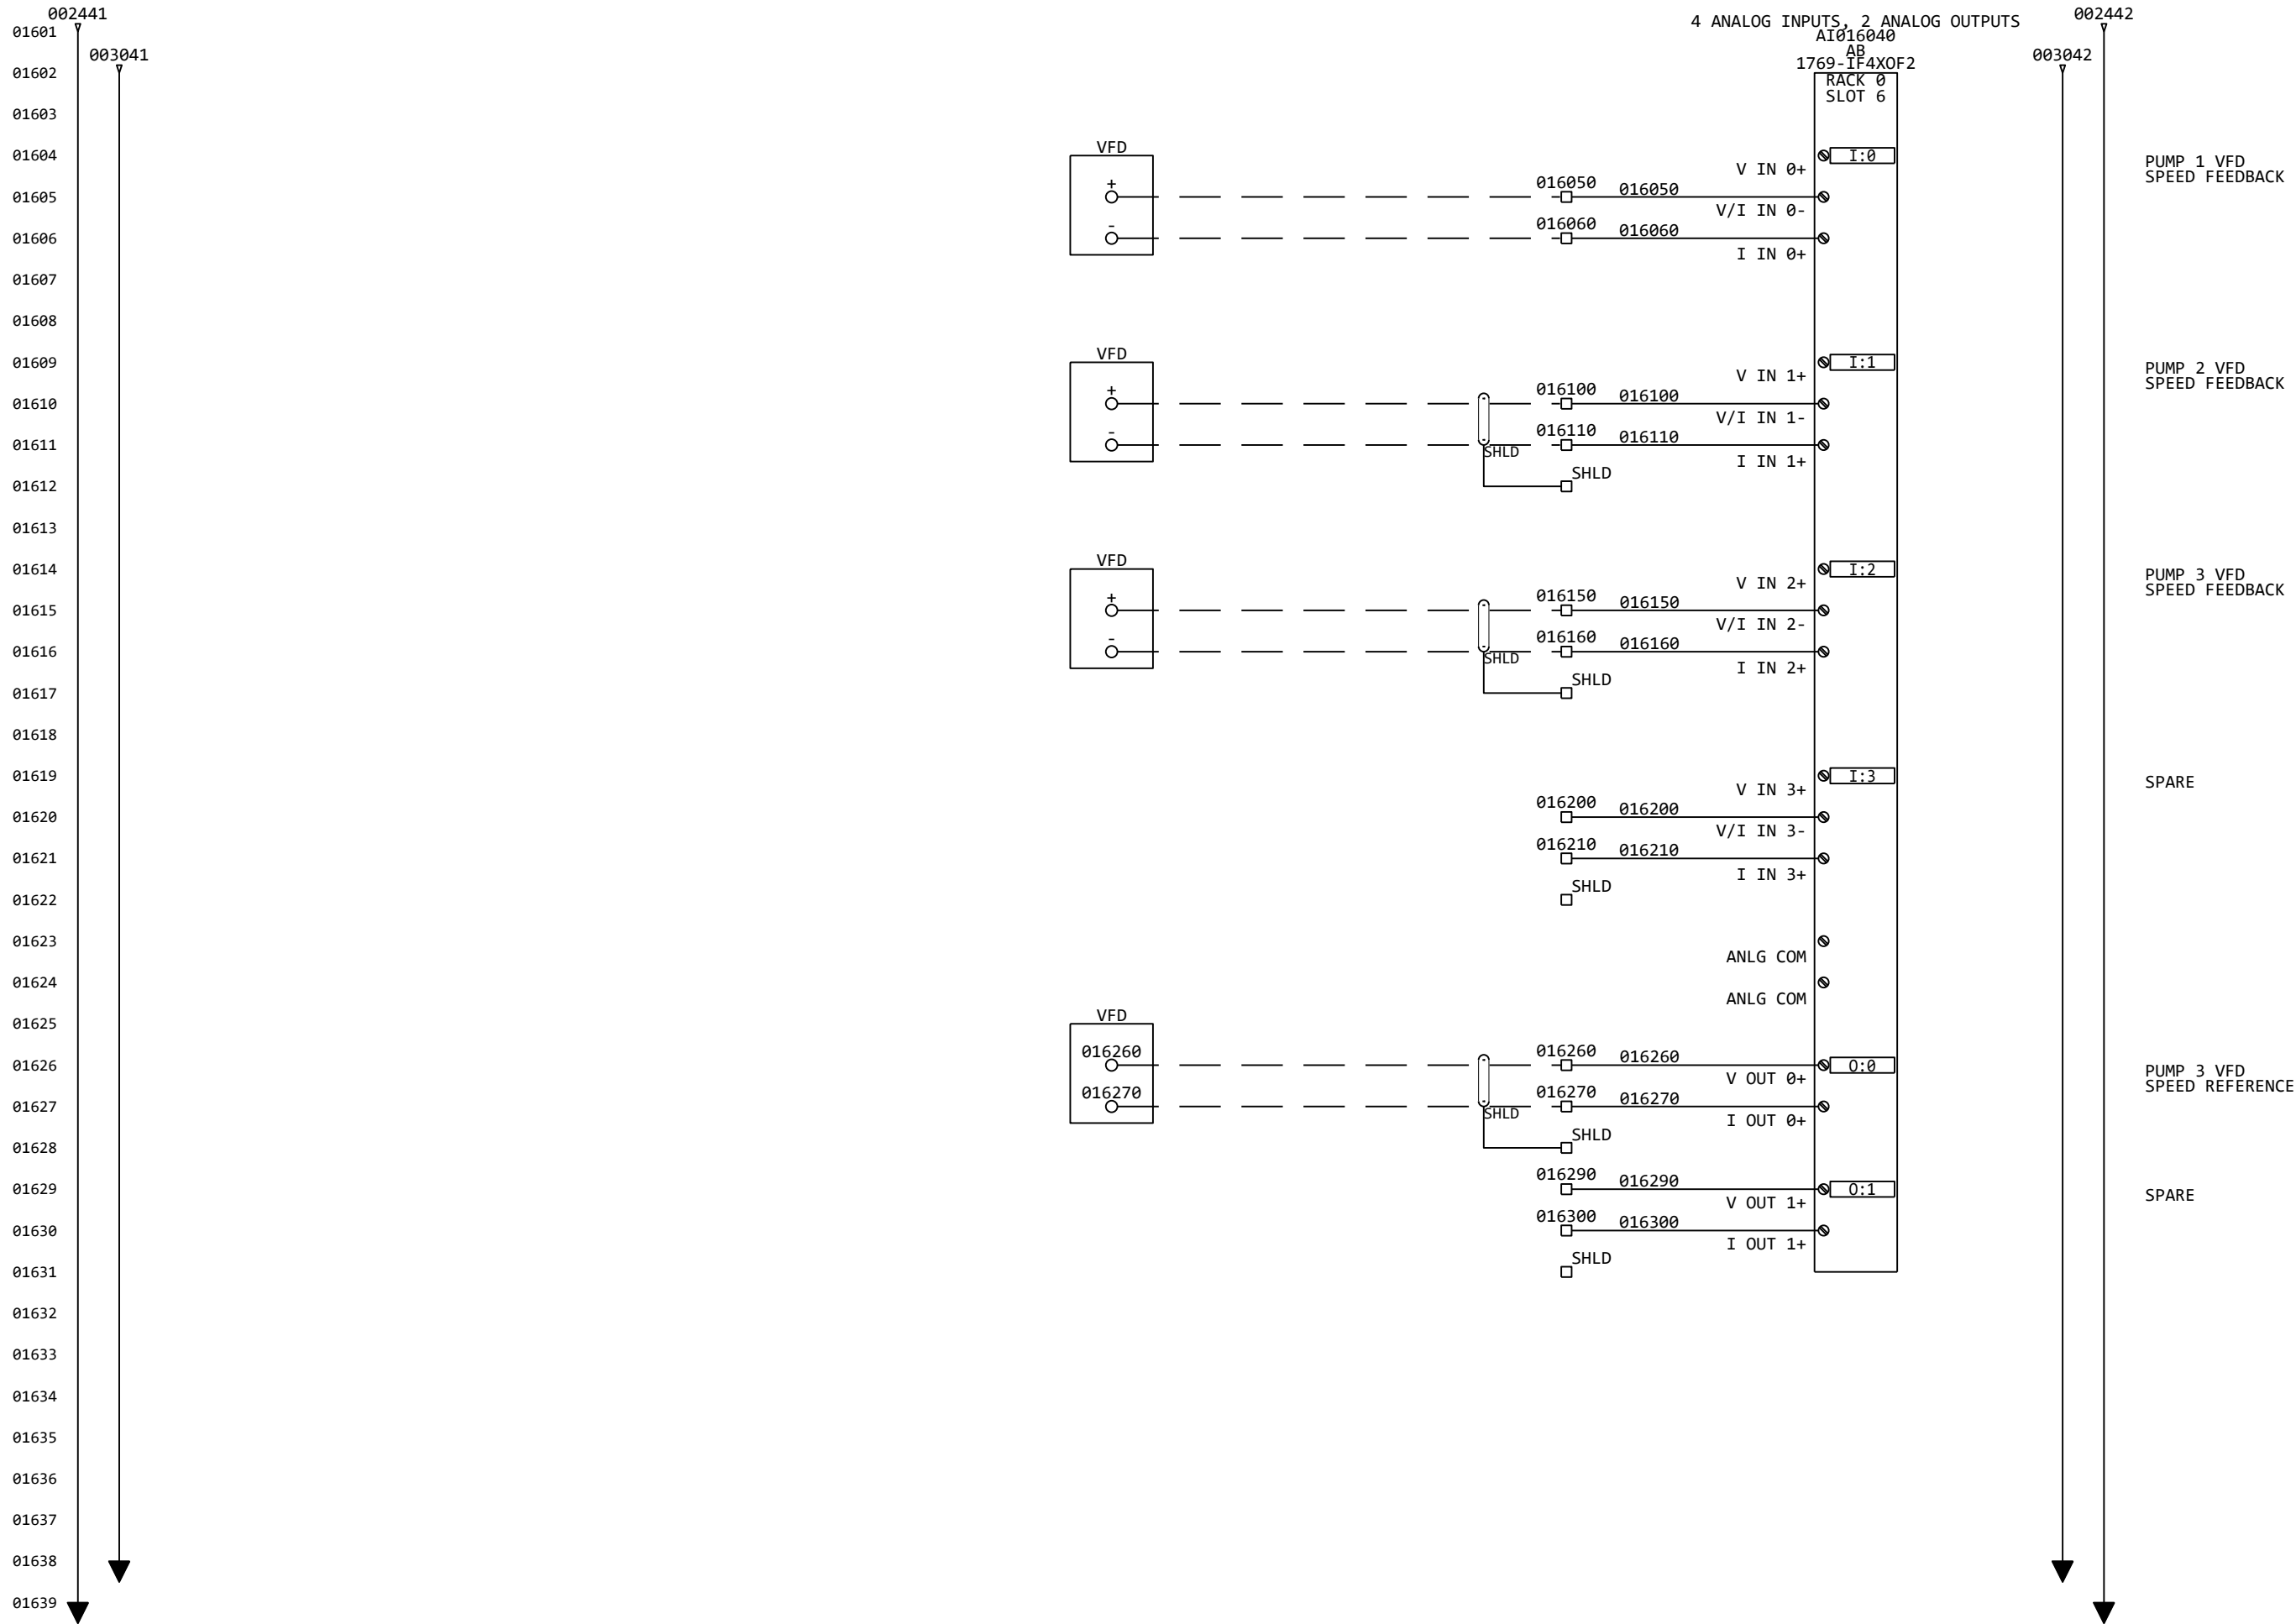 002441
002442
4 ANALOG INPUTS, 2 ANALOG OUTPUTS
01601
AI016040
AB
003041
003042
1769-IF4XOF2
01602
RACK 0
SLOT 6
01603
VFD
01604
I:0
PUMP 1 VFD
V IN 0+
SPEED FEEDBACK
+
016050
016050
01605
V/I IN 0-
-
016060
016060
01606
I IN 0+
01607
01608
VFD
01609
I:1
PUMP 2 VFD
V IN 1+
SPEED FEEDBACK
+
016100
016100
01610
V/I IN 1-
-
016110
016110
01611
SHLD
I IN 1+
SHLD
01612
01613
VFD
01614
I:2
PUMP 3 VFD
V IN 2+
SPEED FEEDBACK
+
016150
016150
01615
V/I IN 2-
-
016160
016160
01616
SHLD
I IN 2+
SHLD
01617
01618
01619
I:3
SPARE
V IN 3+
016200
016200
01620
V/I IN 3-
016210
016210
01621
I IN 3+
SHLD
01622
01623
ANLG COM
01624
ANLG COM
VFD
01625
016260
016260
016260
01626
O:0
PUMP 3 VFD
V OUT 0+
SPEED REFERENCE
016270
016270
016270
01627
SHLD
I OUT 0+
SHLD
01628
016290
016290
01629
O:1
SPARE
V OUT 1+
016300
016300
01630
I OUT 1+
SHLD
01631
01632
01633
01634
01635
01636
01637
01638
01639